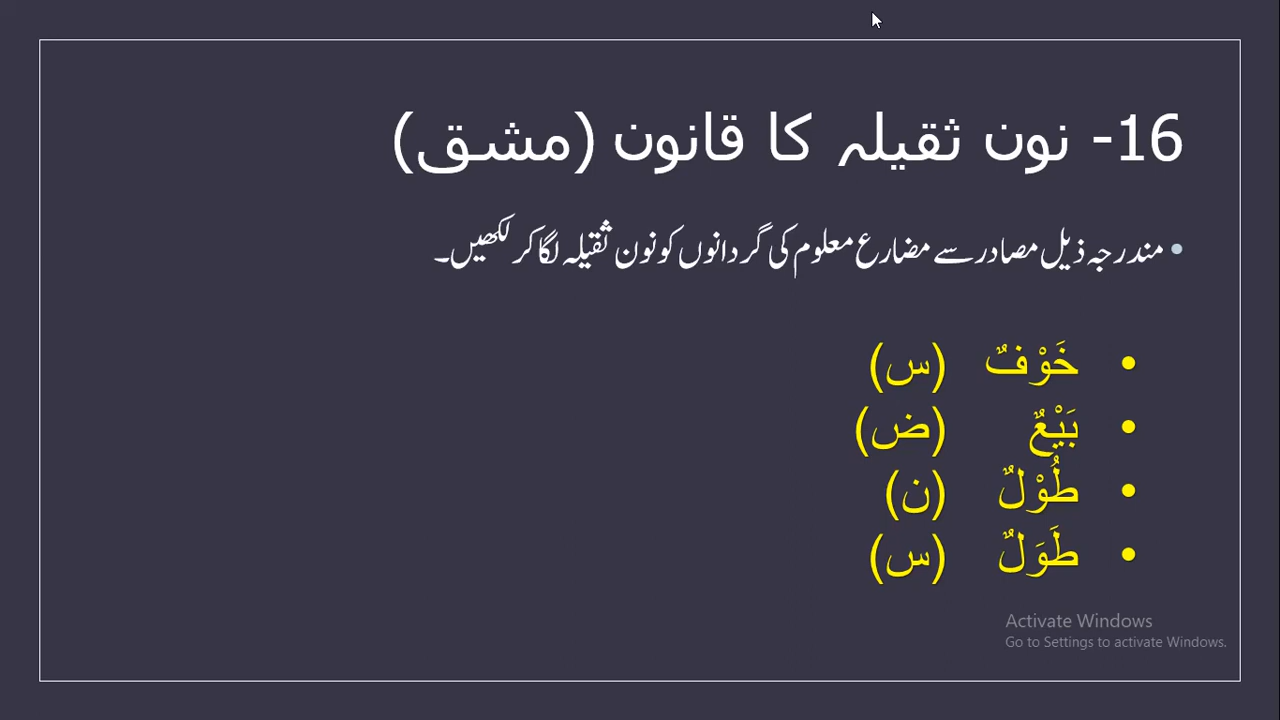 16- نون ثقیلہ کا قانون (مشق)
• مندرجہ ذیل مصادر سے مضارع معلوم کی گردانوں کو نون ثقیلہ لگا کر لکھیں۔
• خَوْفٌ (س)
• بَيْعٌ (ض)
• طُوْلٌ (ن)
• طَوَلٌ (س)
Activate Windows
Go to Settings to activate Windows.